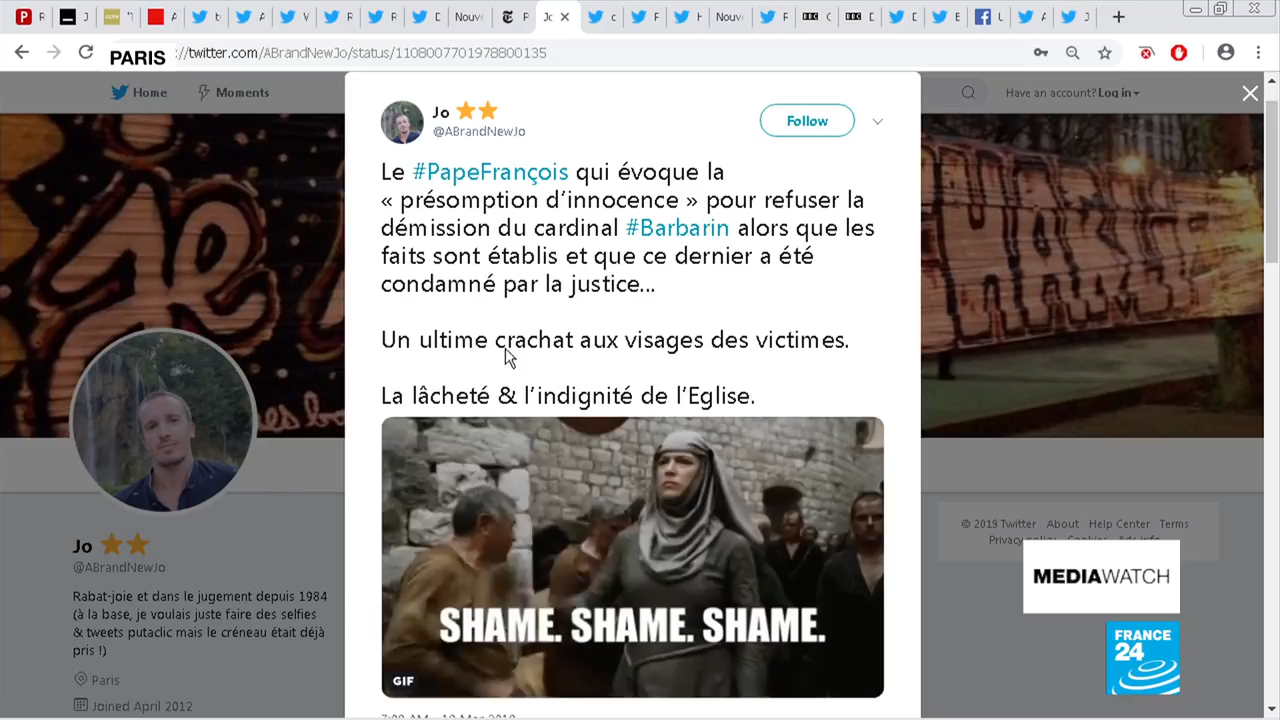 PARIS
://twitter.com/ABrandNewJo/status/1108007701978800135
Home
Moments
Have an account? Log in
Jo
@ABrandNewJo
Follow
Le #PapeFrançois qui évoque la
« présomption d’innocence » pour refuser la
démission du cardinal #Barbarin alors que les
faits sont établis et que ce dernier a été
condamné par la justice...
Un ultime crachat aux visages des victimes.
La lâcheté & l’indignité de l’Eglise.
SHAME. SHAME. SHAME.
GIF
Jo
@ABrandNewJo
Rabat-joie et dans le jugement depuis 1984
(à la base, je voulais juste faire des selfies
& tweets putaclic mais le créneau était déjà
pris !)
Paris
Joined April 2012
© 2019 Twitter About Help Center Terms
Privacy policy Cookies Ads info
MEDIAWATCH
FRANCE
24